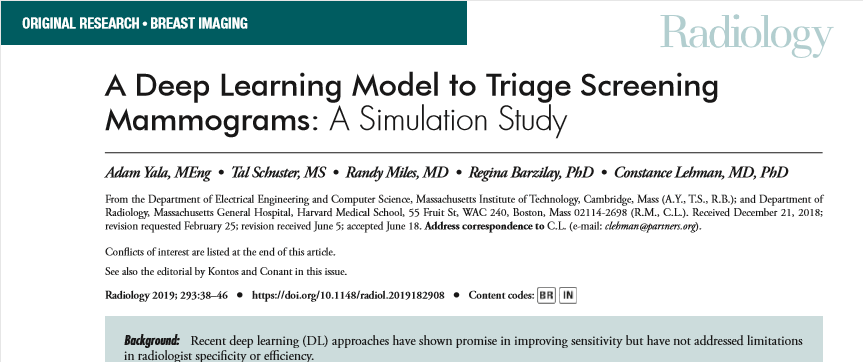 ORIGINAL RESEARCH • BREAST IMAGING
Radiology
A Deep Learning Model to Triage Screening
Mammograms: A Simulation Study
Adam Yala, MEng • Tal Schuster, MS • Randy Miles, MD • Regina Barzilay, PhD • Constance Lehman, MD, PhD
From the Department of Electrical Engineering and Computer Science, Massachusetts Institute of Technology, Cambridge, Mass (A.Y., T.S., R.B.); and Department of
Radiology, Massachusetts General Hospital, Harvard Medical School, 55 Fruit St, WAC 240, Boston, Mass 02114-2698 (R.M., C.L.). Received December 21, 2018;
revision requested February 25; revision received June 5; accepted June 18. Address correspondence to C.L. (e-mail: clehman@partners.org).
Conflicts of interest are listed at the end of this article.
See also the editorial by Kontos and Conant in this issue.
Radiology 2019; 293:38–46 • https://doi.org/10.1148/radiol.2019182908 • Content codes: BR IN
Background: Recent deep learning (DL) approaches have shown promise in improving sensitivity but have not addressed limitations
in radiologist specificity or efficiency.